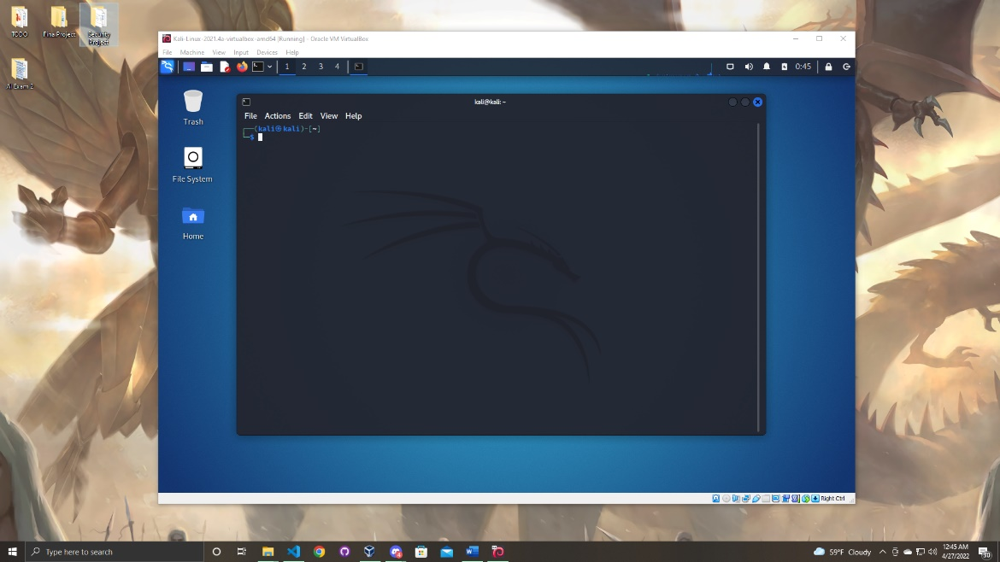 TODO
Fina Project
Security Project
AI Exam 2
Kali-Linux-2021.4a-virtualbox-amd64 [Running] - Oracle VM VirtualBox
File Machine View Input Devices Help
1 2 3 4
0:45
Trash
File System
Home
kali@kali: ~
File Actions Edit View Help
(kali㉿kali)-[~]
$
Right Ctrl
Type here to search
59°F Cloudy
12:45 AM
4/27/2022
30